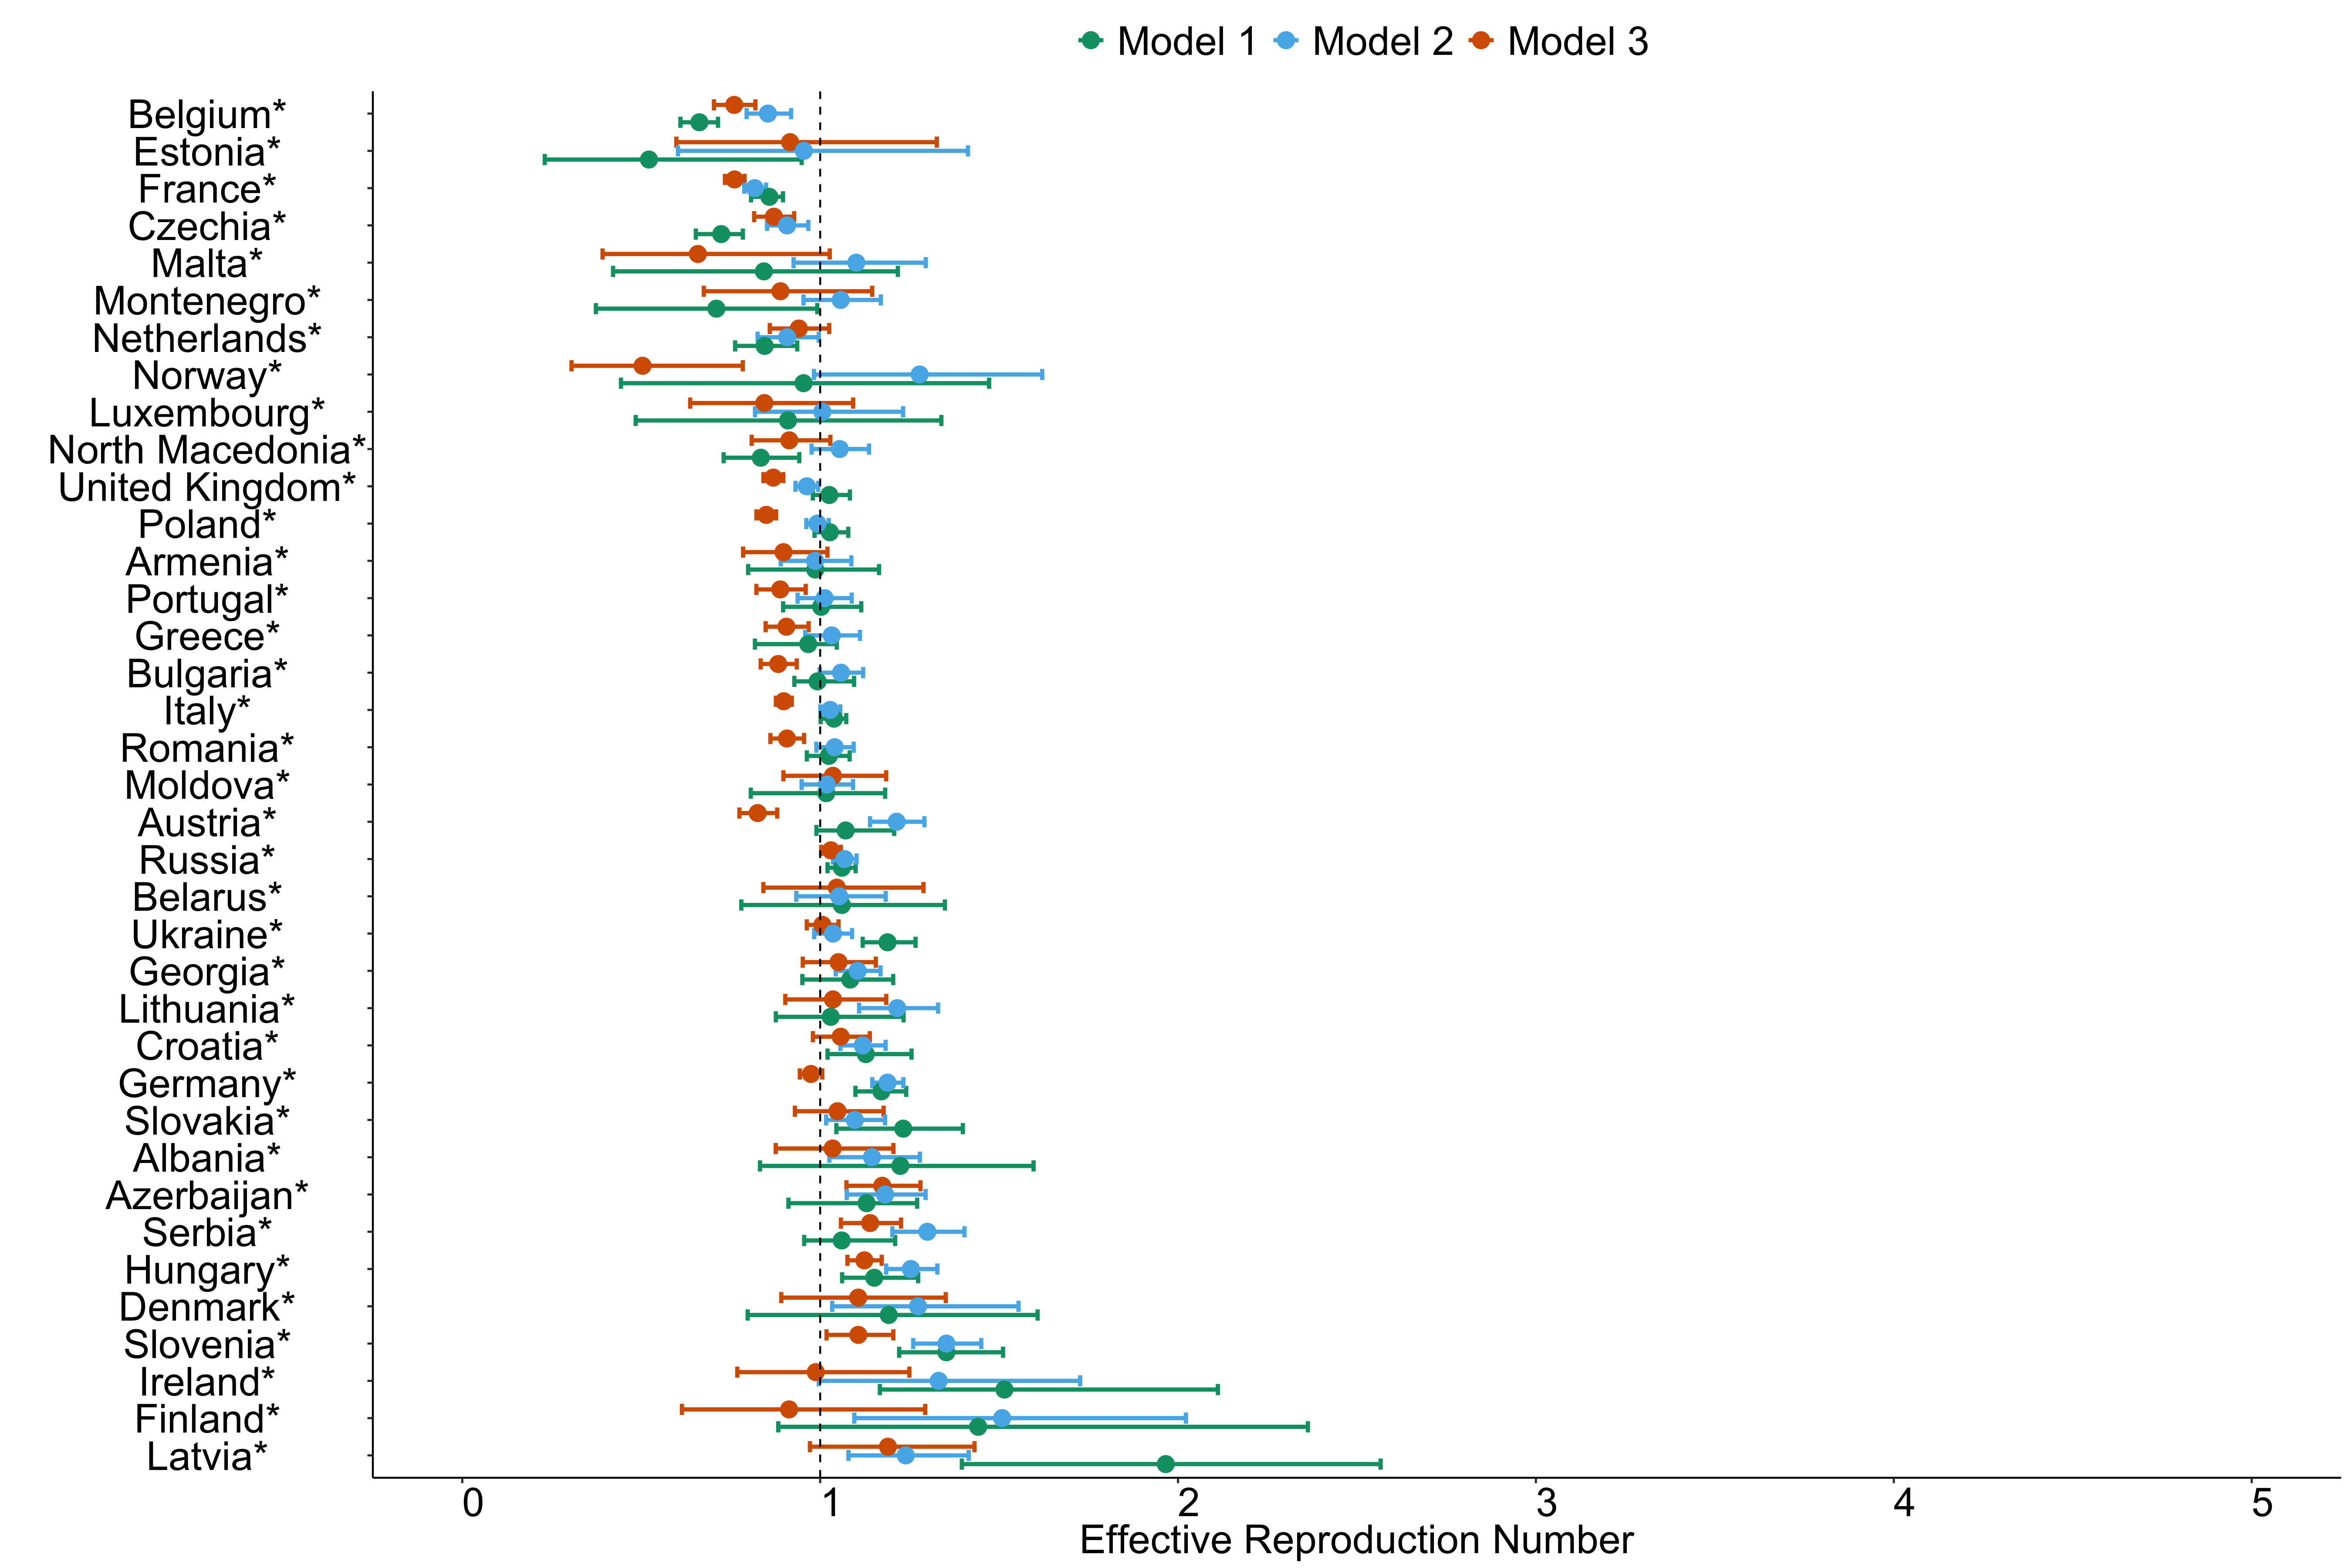 Model 1 Model 2 Model 3
Belgium*
Estonia*
France*
Czechia*
Malta*
Montenegro*
Netherlands*
Norway*
Luxembourg*
North Macedonia*
United Kingdom*
Poland*
Armenia*
Portugal*
Greece*
Bulgaria*
Italy*
Romania*
Moldova*
Austria*
Russia*
Belarus*
Ukraine*
Georgia*
Lithuania*
Croatia*
Germany*
Slovakia*
Albania*
Azerbaijan*
Serbia*
Hungary*
Denmark*
Slovenia*
Ireland*
Finland*
Latvia*
0 1 2 3 4 5
Effective Reproduction Number